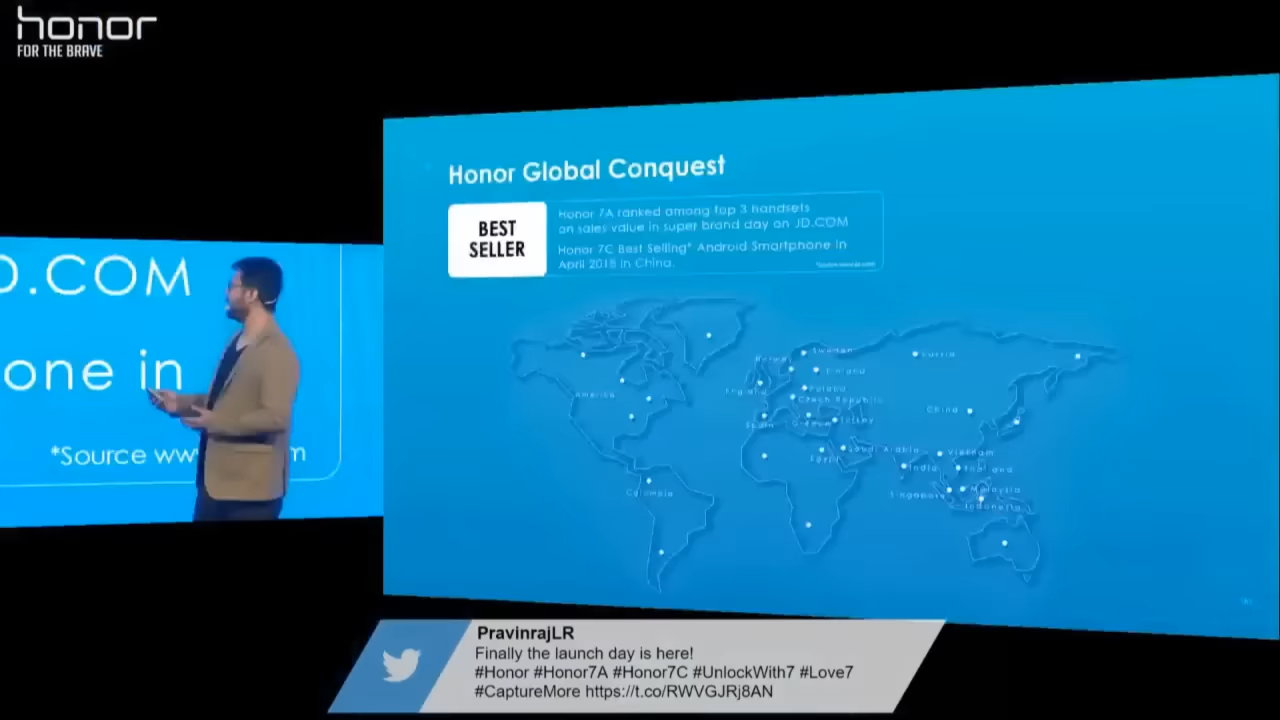 honor
FOR THE BRAVE
Honor Global Conquest
BEST
SELLER
Honor 7A ranked among top 3 handsets
on sales value in super brand day on JD.COM
Honor 7C Best Selling* Android Smartphone in
April 2018 in China.
D.COM
one in
*Source ww
m
Norway
Sweden
Russia
Finland
England
Poland
America
Czech Republic
China
Spain
Greece
Turkey
Saudi Arabia
Vietnam
Egypt
India
Thailand
Colombia
Singapore
Malaysia
Indonesia
PravinrajLR
Finally the launch day is here!
#Honor #Honor7A #Honor7C #UnlockWith7 #Love7
#CaptureMore https://t.co/RWVGJRj8AN